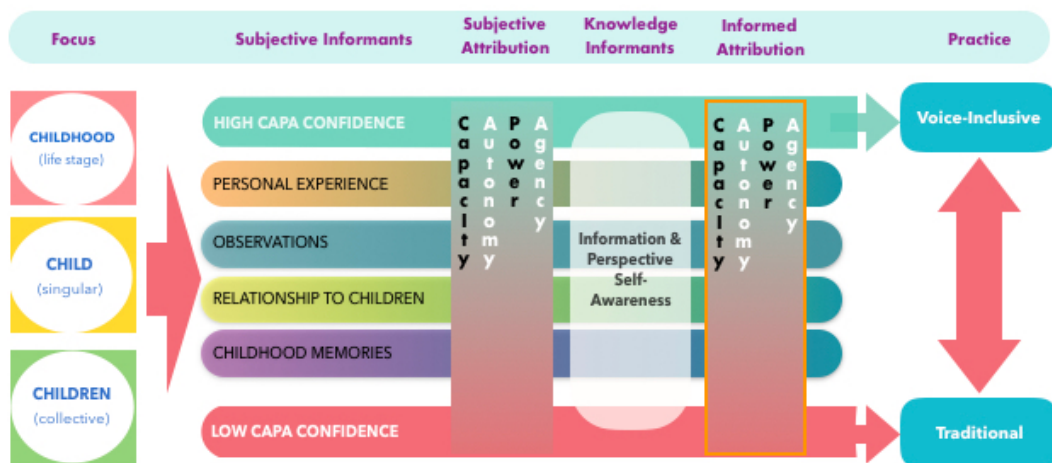 Focus
Subjective Informants
Subjective
Attribution
Knowledge
Informants
Informed
Attribution
Practice
CHILDHOOD
(life stage)
CHILD
(singular)
CHILDREN
(collective)
HIGH CAPA CONFIDENCE
PERSONAL EXPERIENCE
OBSERVATIONS
RELATIONSHIP TO CHILDREN
CHILDHOOD MEMORIES
LOW CAPA CONFIDENCE
Capacity
Autonomy
Power
Agency
Information &
Perspective
Self-
Awareness
Capacity
Autonomy
Power
Agency
Voice-Inclusive
Traditional